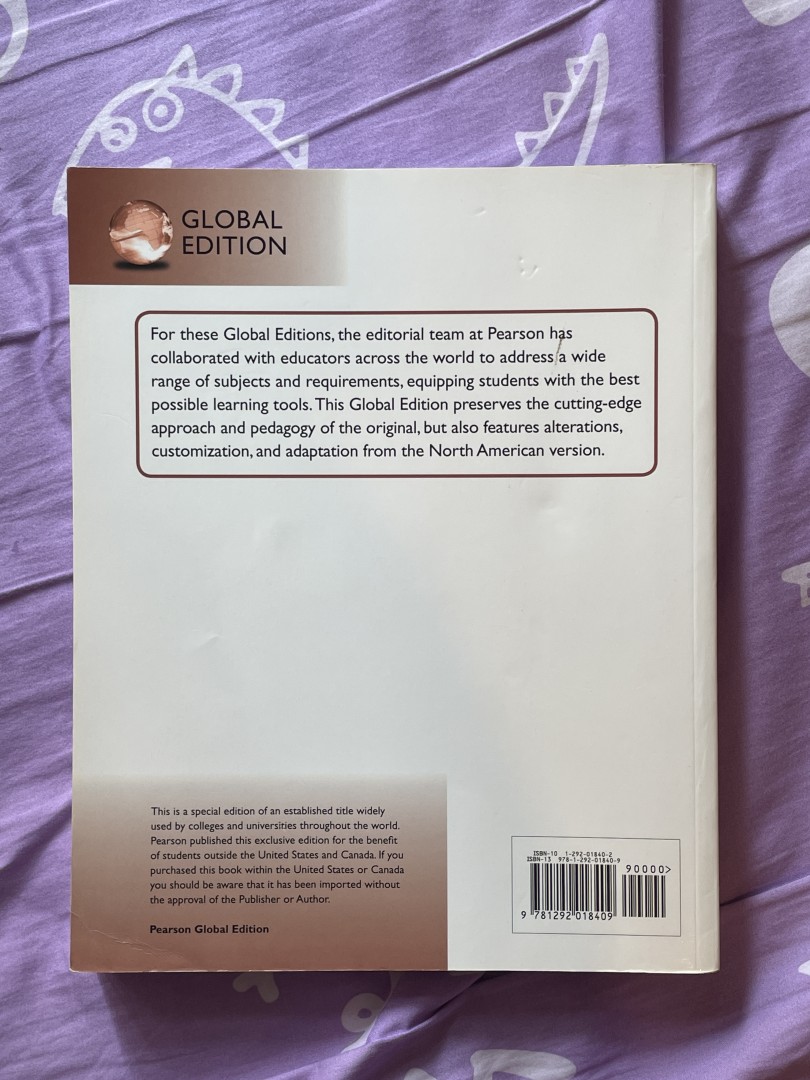 GLOBAL
EDITION
For these Global Editions, the editorial team at Pearson has
collaborated with educators across the world to address a wide
range of subjects and requirements, equipping students with the best
possible learning tools. This Global Edition preserves the cutting-edge
approach and pedagogy of the original, but also features alterations,
customization, and adaptation from the North American version.
This is a special edition of an established title widely
used by colleges and universities throughout the world.
Pearson published this exclusive edition for the benefit
of students outside the United States and Canada. If you
purchased this book within the United States or Canada
you should be aware that it has been imported without
the approval of the Publisher or Author.
Pearson Global Edition
ISBN-10 1-292-01840-2
ISBN-13 978-1-292-01840-9
90000>
9 781292 018409